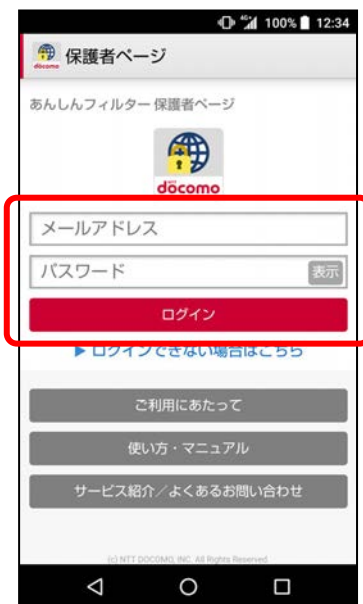 4G+ 100% 12:34
döcomo 保護者ページ
あんしんフィルター 保護者ページ
NTT
döcomo
メールアドレス
パスワード 表示
ログイン
▶ ログインできない場合はこちら
ご利用にあたって
使い方・マニュアル
サービス紹介／よくあるお問い合わせ
(c) NTT DOCOMO, INC. All Rights Reserved.